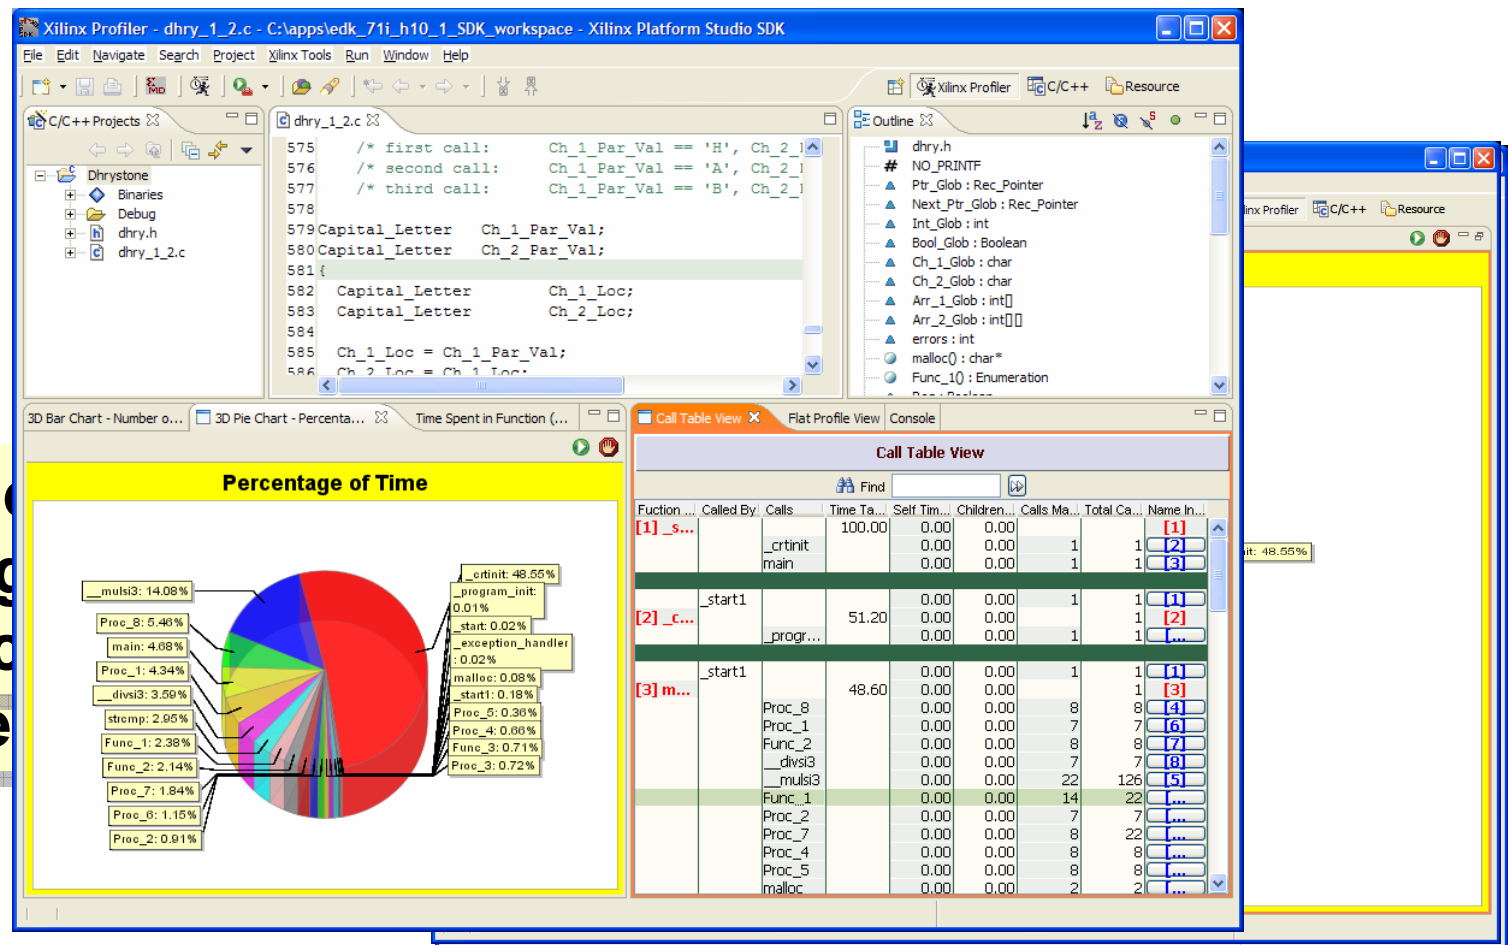 Xilinx Profiler - dhry_1_2.c - C:\apps\edk_71i_h10_1_SDK_workspace - Xilinx Platform Studio SDK
File Edit Navigate Search Project Xilinx Tools Run Window Help
Xilinx Profiler C/C++ Resource
C/C++ Projects
Dhrystone
Binaries
Debug
dhry.h
dhry_1_2.c
dhry_1_2.c
575 /* first call: Ch_1_Par_Val == 'H', Ch_2_
576 /* second call: Ch_1_Par_Val == 'A', Ch_2_
577 /* third call: Ch_1_Par_Val == 'B', Ch_2_
578
579 Capital_Letter Ch_1_Par_Val;
580 Capital_Letter Ch_2_Par_Val;
581 {
582 Capital_Letter Ch_1_Loc;
583 Capital_Letter Ch_2_Loc;
584
585 Ch_1_Loc = Ch_1_Par_Val;
586 Ch_2_Loc = Ch_1_Loc;
Outline
dhry.h
# NO_PRINTF
Ptr_Glob : Rec_Pointer
Next_Ptr_Glob : Rec_Pointer
Int_Glob : int
Bool_Glob : Boolean
Ch_1_Glob : char
Ch_2_Glob : char
Arr_1_Glob : int[]
Arr_2_Glob : int[][]
errors : int
malloc() : char*
Func_1() : Enumeration
linx Profiler C/C++ Resource
it: 48.55%
3D Bar Chart - Number o... 3D Pie Chart - Percenta... Time Spent in Function (...
Percentage of Time
__mulsi3: 14.08%
Proc_8: 5.46%
main: 4.68%
Proc_1: 4.34%
__divsi3: 3.59%
strcmp: 2.95%
Func_1: 2.38%
Func_2: 2.14%
Proc_7: 1.84%
Proc_6: 1.15%
Proc_2: 0.91%
_crtinit: 48.55%
_program_init:
0.01%
_start: 0.02%
_exception_handler
: 0.02%
malloc: 0.08%
_start1: 0.18%
Proc_5: 0.36%
Proc_4: 0.66%
Func_3: 0.71%
Proc_3: 0.72%
Call Table View Flat Profile View Console
Call Table View
Find
Fuction ... Called By Calls Time Ta... Self Tim... Children... Calls Ma... Total Ca... Name In...
[1] _s... 100.00 0.00 0.00 [1]
_crtinit 0.00 0.00 1 1 [2]
main 0.00 0.00 1 1 [3]
_start1 0.00 0.00 1 1 [1]
[2] _c... 51.20 0.00 0.00 1 [2]
_progr... 0.00 0.00 1 1 [...
_start1 0.00 0.00 1 1 [1]
[3] m... 48.60 0.00 0.00 1 [3]
Proc_8 0.00 0.00 8 8 [4]
Proc_1 0.00 0.00 7 7 [6]
Func_2 0.00 0.00 8 8 [7]
__divsi3 0.00 0.00 7 7 [8]
__mulsi3 0.00 0.00 22 126 [5]
Func_1 0.00 0.00 14 22 [...
Proc_2 0.00 0.00 7 7 [...
Proc_7 0.00 0.00 8 22 [...
Proc_4 0.00 0.00 8 8 [...
Proc_5 0.00 0.00 8 8 [...
malloc 0.00 0.00 2 2 [...